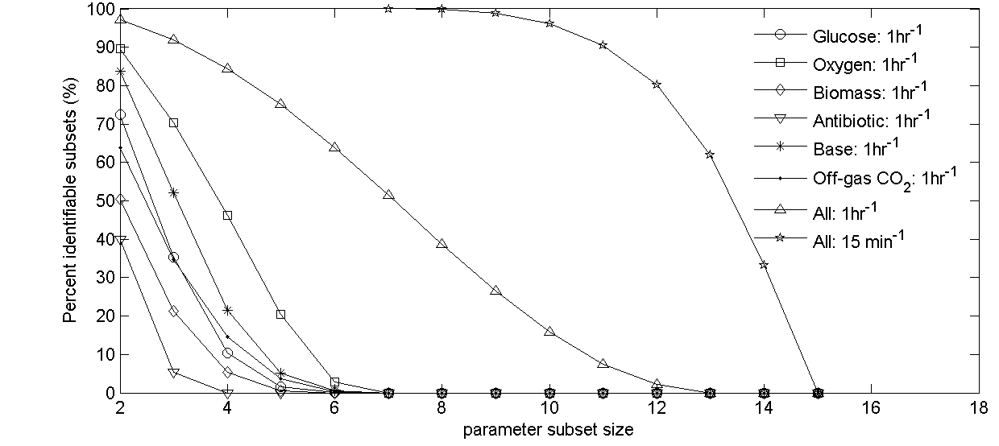 100
90
80
70
60
50
40
30
20
10
0
Percent identifiable subsets (%)
2 4 6 8 10 12 14 16 18
parameter subset size
Glucose: 1hr⁻¹
Oxygen: 1hr⁻¹
Biomass: 1hr⁻¹
Antibiotic: 1hr⁻¹
Base: 1hr⁻¹
Off-gas CO₂: 1hr⁻¹
All: 1hr⁻¹
All: 15 min⁻¹